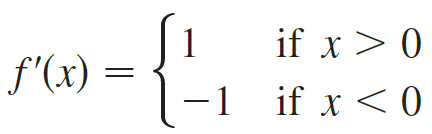 f'(x) = { 1 if x > 0
-1 if x < 0